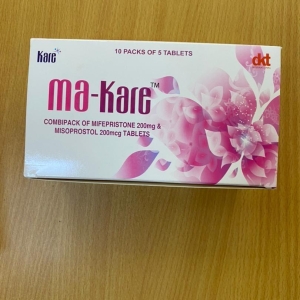 Kare
10 PACKS OF 5 TABLETS
dkt
ma-Kare™
COMBIPACK OF MIFEPRISTONE 200mg &
MISOPROSTOL 200mcg TABLETS